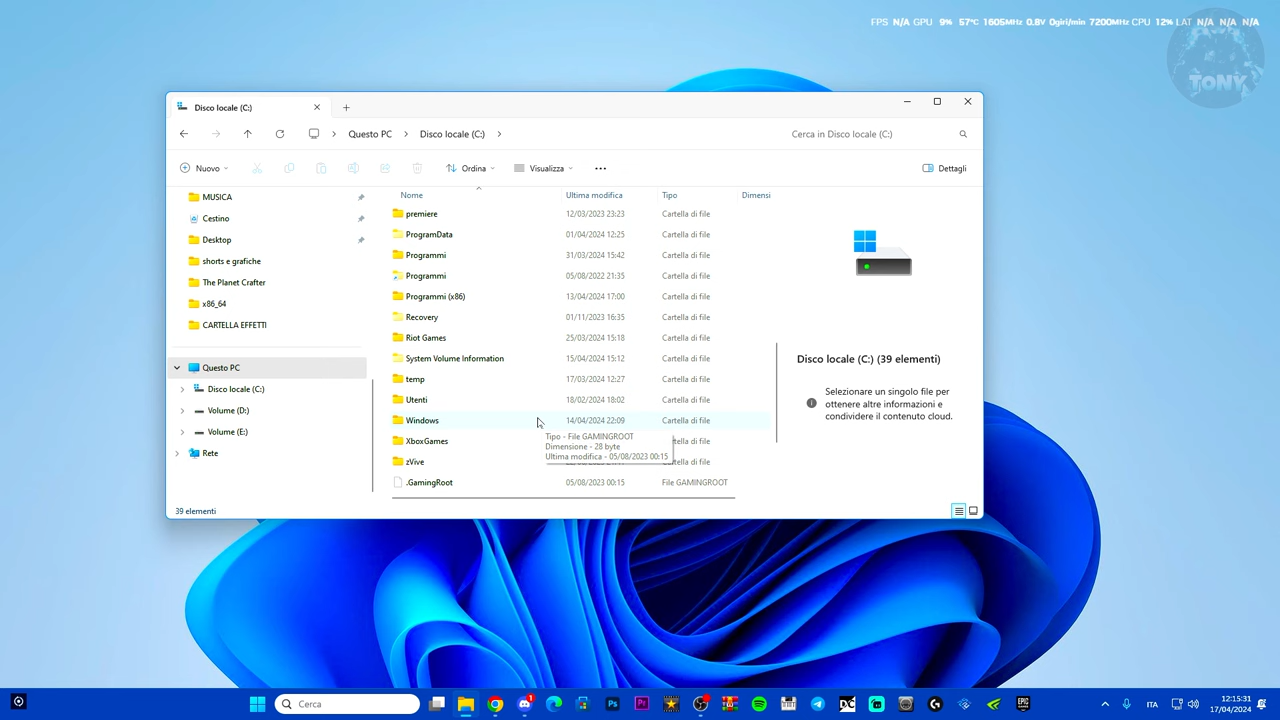 FPS N/A GPU 9% 57°C 1605MHz 0.8V 0giri/min 7200MHz CPU 12% LAT N/A N/A N/A
TONY
Disco locale (C:)
Questo PC > Disco locale (C:) >
Cerca in Disco locale (C:)
Nuovo
Ordina
Visualizza
Dettagli
MUSICA
Cestino
Desktop
shorts e grafiche
The Planet Crafter
x86_64
CARTELLA EFFETTI
Questo PC
Disco locale (C:)
Volume (D:)
Volume (E:)
Rete
Nome Ultima modifica Tipo Dimensi
premiere 12/03/2023 23:23 Cartella di file
ProgramData 01/04/2024 12:25 Cartella di file
Programmi 31/03/2024 15:42 Cartella di file
Programmi 05/08/2022 21:35 Cartella di file
Programmi (x86) 13/04/2024 17:00 Cartella di file
Recovery 01/11/2023 16:35 Cartella di file
Riot Games 25/03/2024 15:18 Cartella di file
System Volume Information 15/04/2024 15:12 Cartella di file
temp 17/03/2024 12:27 Cartella di file
Utenti 18/02/2024 18:02 Cartella di file
Windows 14/04/2024 22:09 Cartella di file
XboxGames di file
zVive Cartella di file
.GamingRoot 05/08/2023 00:15 File GAMINGROOT
Tipo - File GAMINGROOT
Dimensione - 28 byte
Ultima modifica - 05/08/2023 00:15
Disco locale (C:) (39 elementi)
Selezionare un singolo file per
ottenere altre informazioni e
condividere il contenuto cloud.
39 elementi
Cerca
1
Ps
Pr
EPIC
ITA
12:15:31
17/04/2024